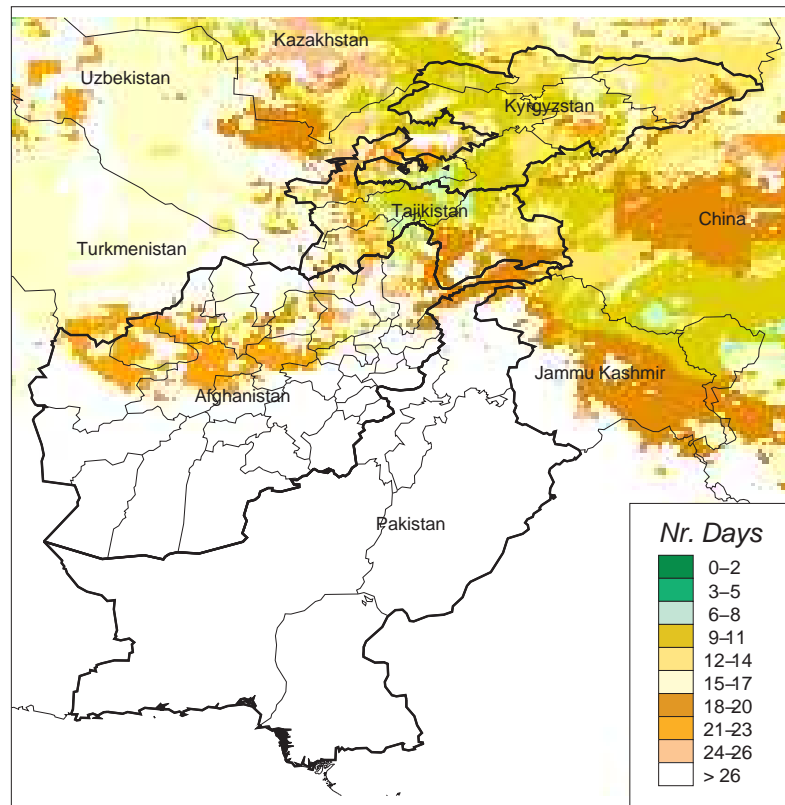 Kazakhstan
Uzbekistan
Kyrgyzstan
Tajikistan
China
Turkmenistan
Jammu Kashmir
Afghanistan
Pakistan
Nr. Days
0–2
3–5
6–8
9–11
12–14
15–17
18–20
21–23
24–26
> 26